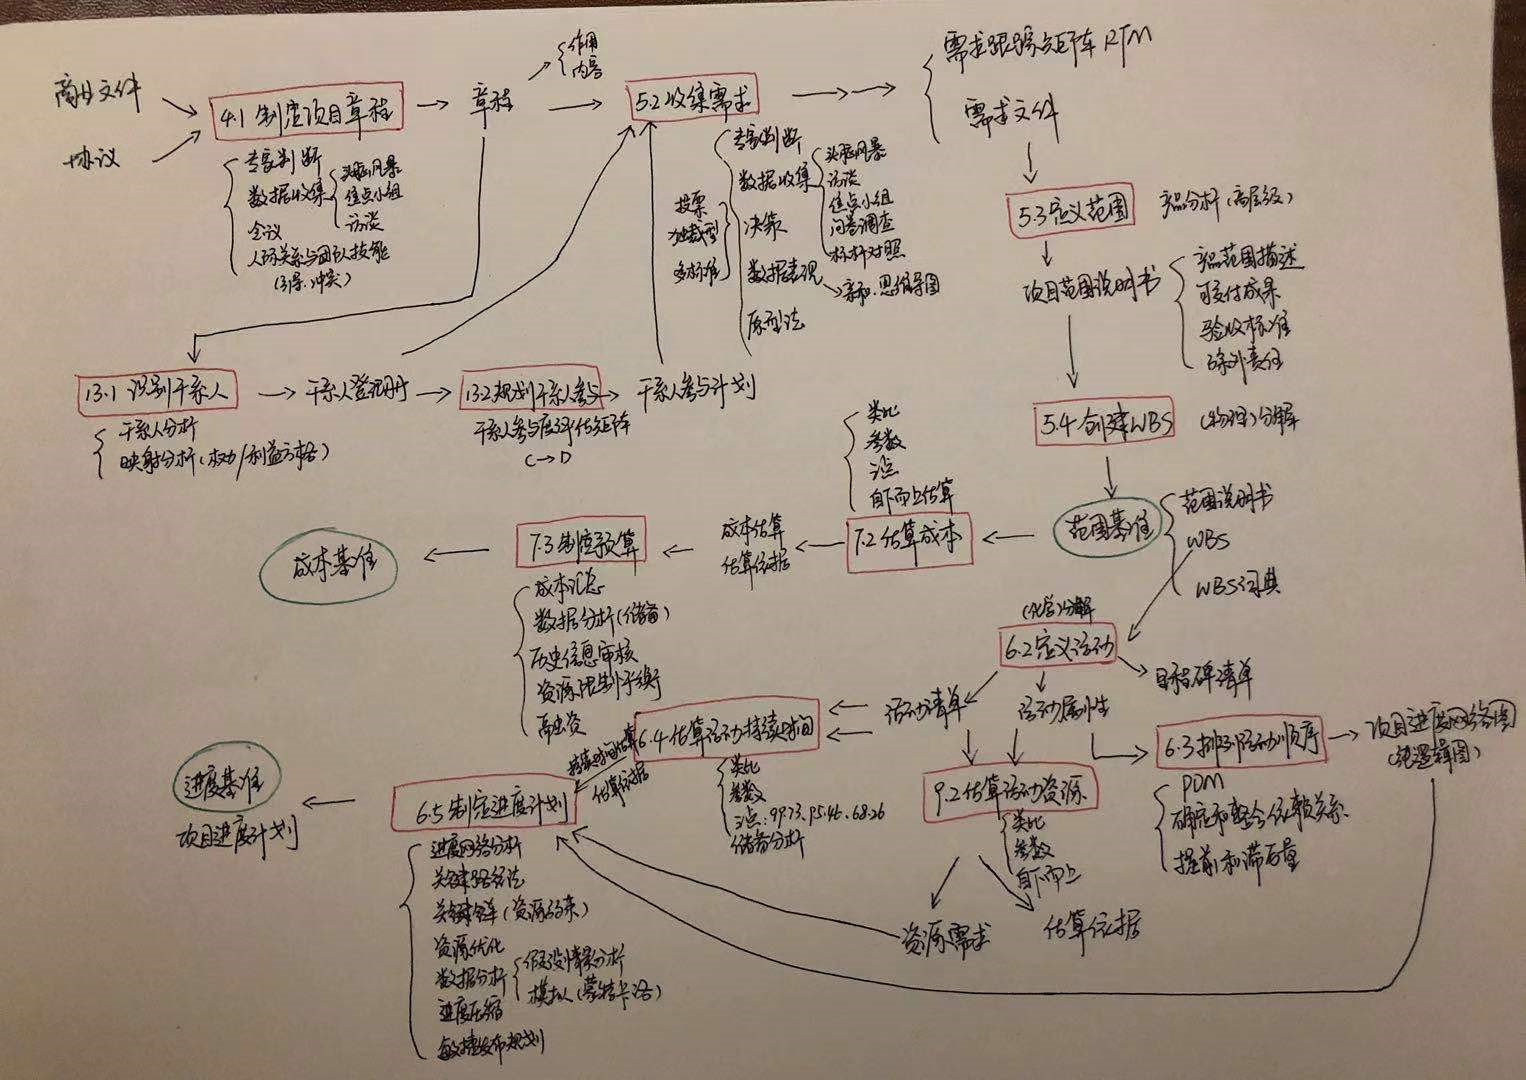 商业文件
协议
4.1 制定项目章程
专家判断
数据收集
头脑风暴
焦点小组
访谈
会议
人际关系与团队技能
(引导、冲突)
章程
作用
内容
5.2 收集需求
专家判断
数据收集
头脑风暴
访谈
焦点小组
问卷调查
标杆对照
决策
投票
独裁型
多标准
数据表现
亲和、思维导图
原型法
需求跟踪矩阵 RTM
需求文件
5.3 定义范围
产品分析(高层级)
项目范围说明书
产品范围描述
可交付成果
验收标准
除外责任
13.1 识别干系人
干系人分析
映射分析(权力/利益方格)
干系人登记册
13.2 规划干系人参与
干系人参与度评估矩阵
C→D
干系人参与计划
5.4 创建WBS
(物理)分解
范围基准
范围说明书
WBS
WBS词典
类比
参数
三点
自下而上估算
7.2 估算成本
成本估算
估算依据
7.3 制定预算
成本汇总
数据分析(储备)
历史信息审核
资源限制平衡
融资
成本基准
(化学)分解
6.2 定义活动
活动清单
活动属性
里程碑清单
6.3 排列活动顺序
PDM
确定和整合依赖关系
提前和滞后量
项目进度网络图
(纯逻辑图)
6.4 估算活动持续时间
类比
参数
三点: 99.73、95.46、68.26
储备分析
持续时间估算
估算依据
9.2 估算活动资源
类比
参数
自下而上
资源需求
估算依据
6.5 制定进度计划
进度网络分析
关键路径法
关键链(资源约束)
资源优化
数据分析
假设情景分析
模拟(蒙特卡洛)
进度压缩
敏捷发布规划
进度基准
项目进度计划